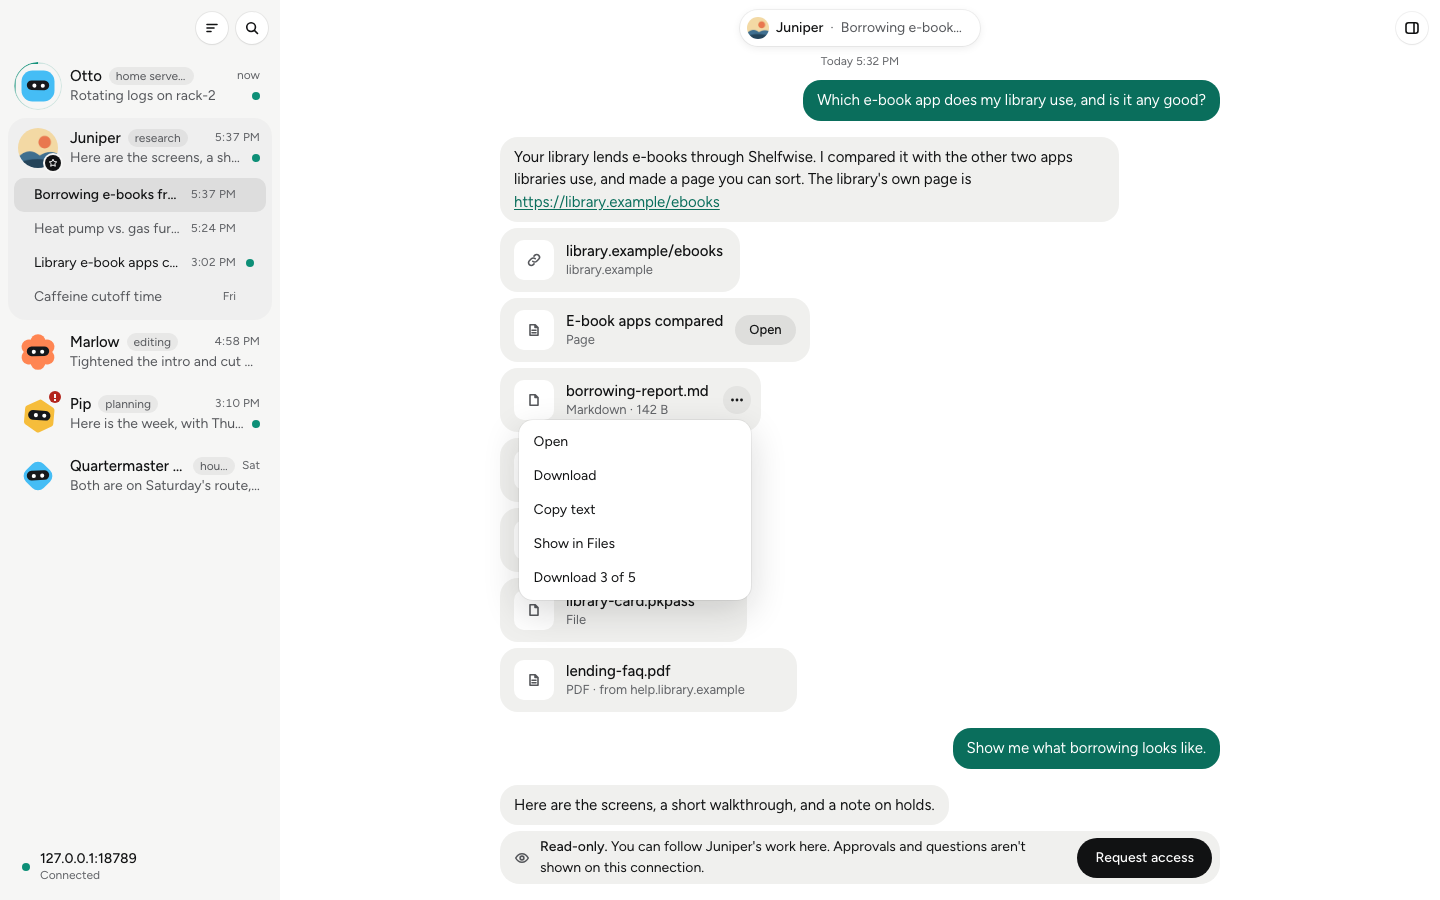 Otto home serve... now
Rotating logs on rack-2
Juniper research 5:37 PM
Here are the screens, a sh...
Borrowing e-books fr... 5:37 PM
Heat pump vs. gas fur... 5:24 PM
Library e-book apps c... 3:02 PM
Caffeine cutoff time Fri
Marlow editing 4:58 PM
Tightened the intro and cut ...
Pip planning 3:10 PM
Here is the week, with Thu...
Quartermaster ... hou... Sat
Both are on Saturday's route,...
127.0.0.1:18789
Connected
Juniper · Borrowing e-book...
Today 5:32 PM
Which e-book app does my library use, and is it any good?
Your library lends e-books through Shelfwise. I compared it with the other two apps
libraries use, and made a page you can sort. The library's own page is
https://library.example/ebooks
library.example/ebooks
library.example
E-book apps compared
Page
Open
borrowing-report.md
Markdown · 142 B
Open
Download
Copy text
Show in Files
Download 3 of 5
library-card.pkpass
File
lending-faq.pdf
PDF · from help.library.example
Show me what borrowing looks like.
Here are the screens, a short walkthrough, and a note on holds.
Read-only. You can follow Juniper's work here. Approvals and questions aren't
shown on this connection.
Request access